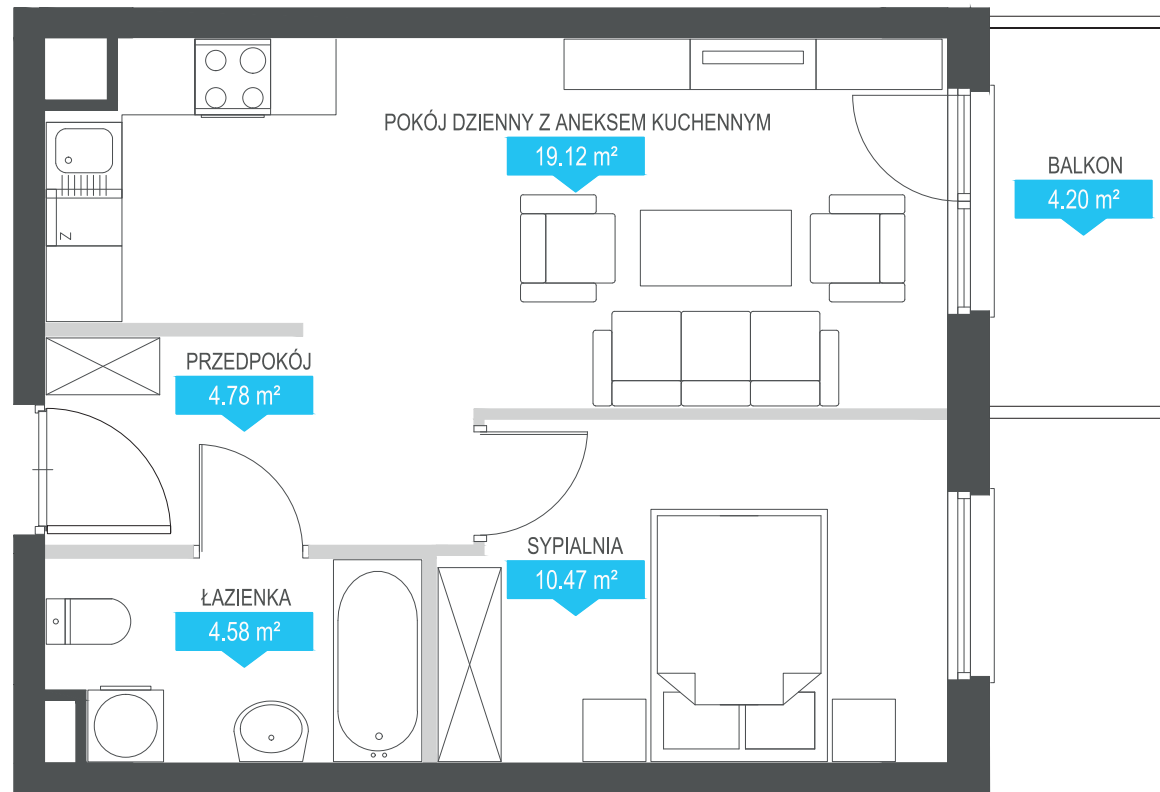 POKÓJ DZIENNY Z ANEKSEM KUCHENNYM
19.12 m²
BALKON
4.20 m²
Z
PRZEDPOKÓJ
4.78 m²
SYPIALNIA
10.47 m²
ŁAZIENKA
4.58 m²